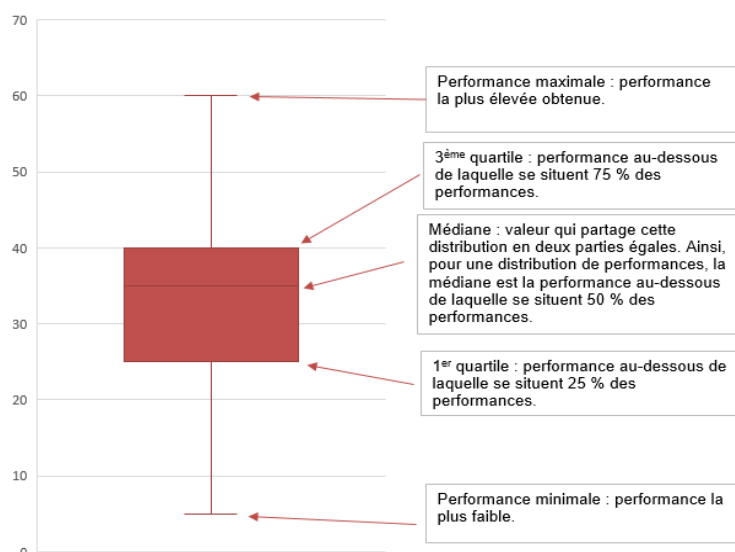 70
60
50
40
30
20
10
0
Performance maximale : performance
la plus élevée obtenue.
3ème quartile : performance au-dessous
de laquelle se situent 75 % des
performances.
Médiane : valeur qui partage cette
distribution en deux parties égales. Ainsi,
pour une distribution de performances, la
médiane est la performance au-dessous
de laquelle se situent 50 % des
performances.
1er quartile : performance au-dessous de
laquelle se situent 25 % des
performances.
Performance minimale : performance la
plus faible.